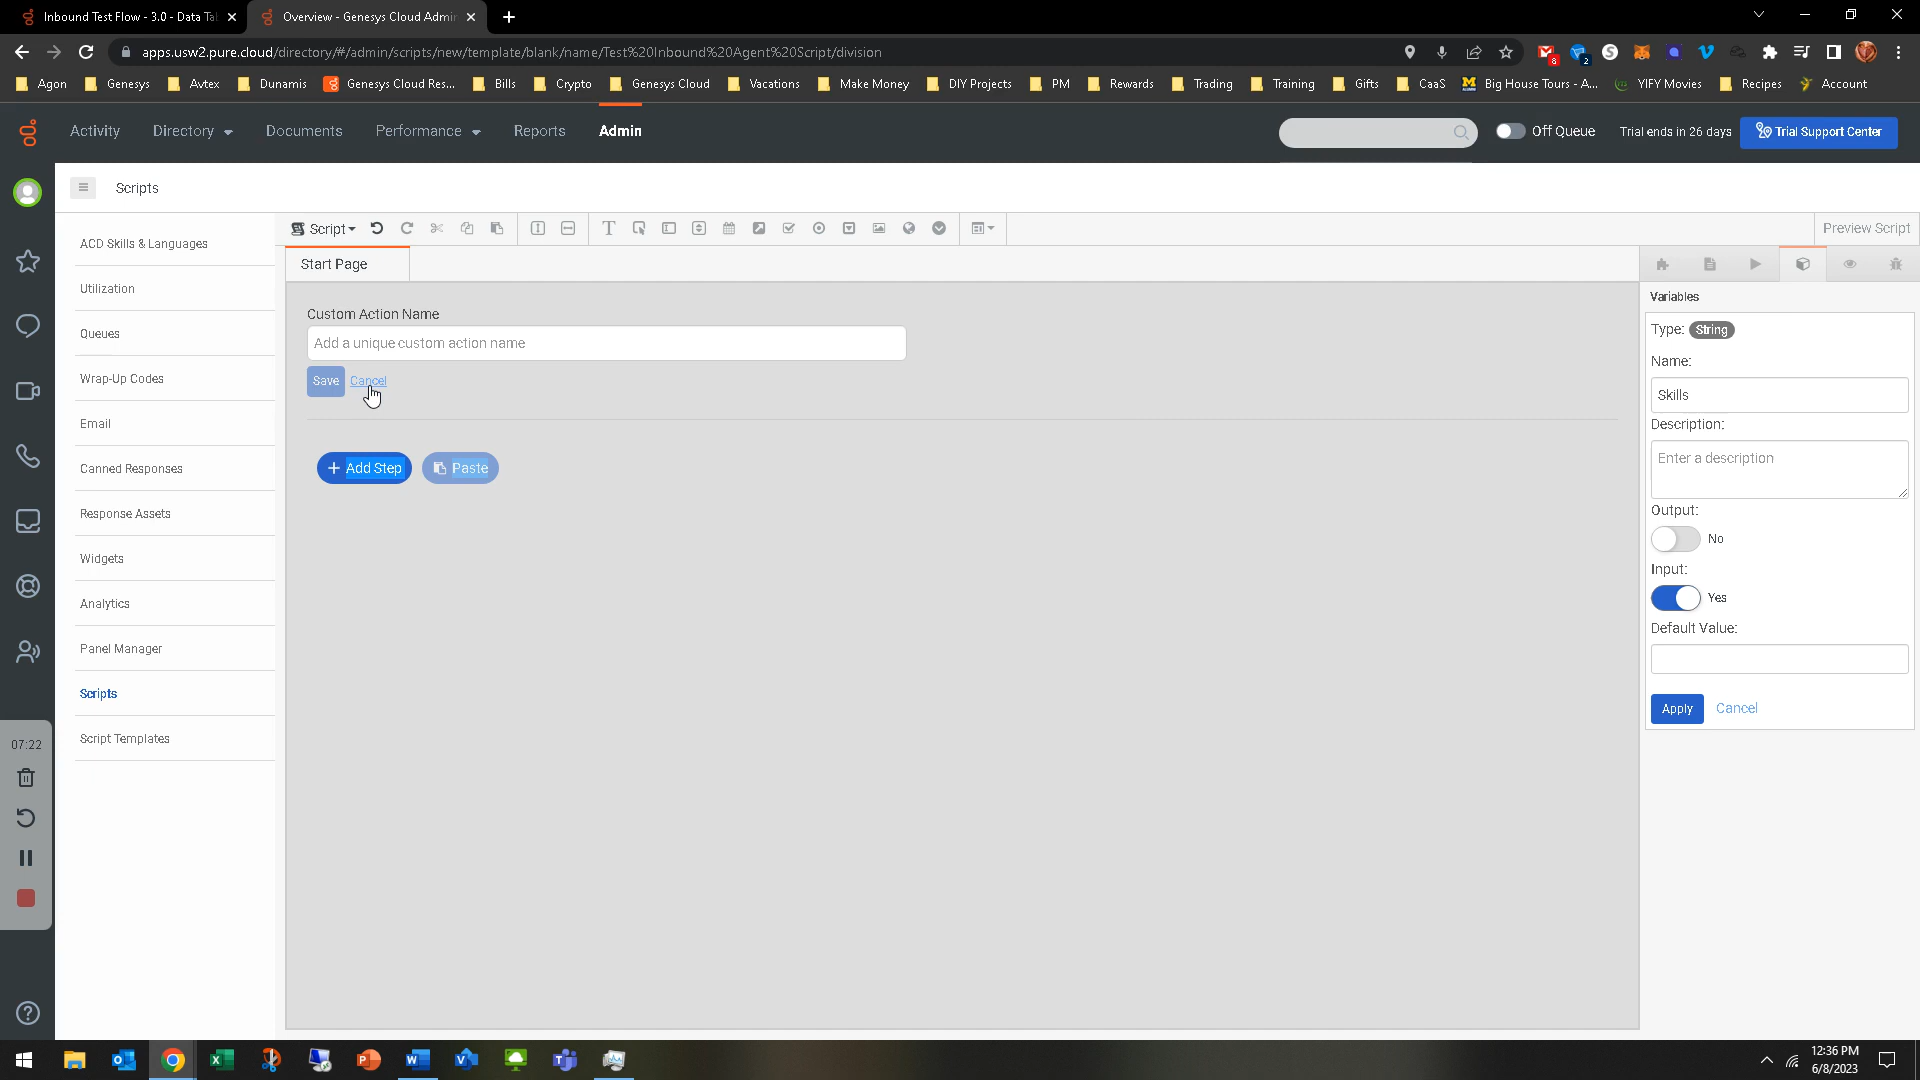 Inbound Test Flow - 3.0 - Data Ta
Overview - Genesys Cloud Admin
apps.usw2.pure.cloud/directory/#/admin/scripts/new/template/blank/name/Test%20Inbound%20Agent%20Script/division
8
2
Agon
Genesys
Avtex
Dunamis
Genesys Cloud Res...
Bills
Crypto
Genesys Cloud
Vacations
Make Money
DIY Projects
PM
Rewards
Trading
Training
Gifts
CaaS
Big House Tours - A...
YIFY Movies
Recipes
Account
Activity
Directory
Documents
Performance
Reports
Admin
Off Queue
Trial ends in 26 days
Trial Support Center
Scripts
ACD Skills & Languages
Utilization
Queues
Wrap-Up Codes
Email
Canned Responses
Response Assets
Widgets
Analytics
Panel Manager
Scripts
Script Templates
Script
Preview Script
Start Page
Custom Action Name
Add a unique custom action name
Save
Cancel
Add Step
Paste
Variables
Type: String
Name:
Skills
Description:
Enter a description
Output:
No
Input:
Yes
Default Value:
Apply
Cancel
07:22
12:36 PM
6/8/2023